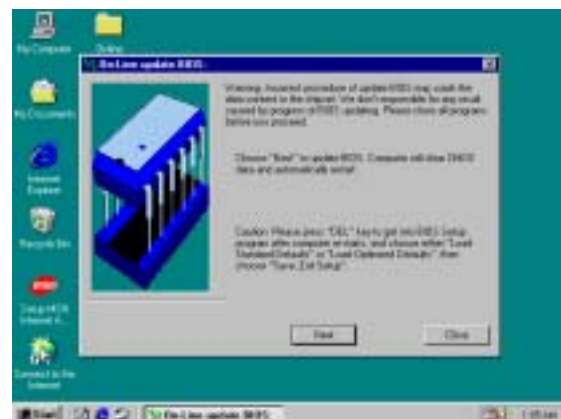 My Computer
Dialog
On-Line update BIOS
My Documents
Warning: Incorrect procedure of update BIOS may crash the
data content in the chipset. We don't responsible for any result
caused by program of BIOS updating. Please close all programs
before you proceed.
Internet
Explorer
Choose "Next" to update BIOS. Computer will clear CMOS
data and automatically restart.
Recycle Bin
Caution: Please press "DEL" key to get into BIOS Setup
program after computer re-starts, and choose either "Load
Standard Defaults" or "Load Optimized Defaults", then
choose "Save_Exit Setup".
Setup MSN
Internet A...
Next
Close
Connect to the
Internet
Start
On-Line update BIOS